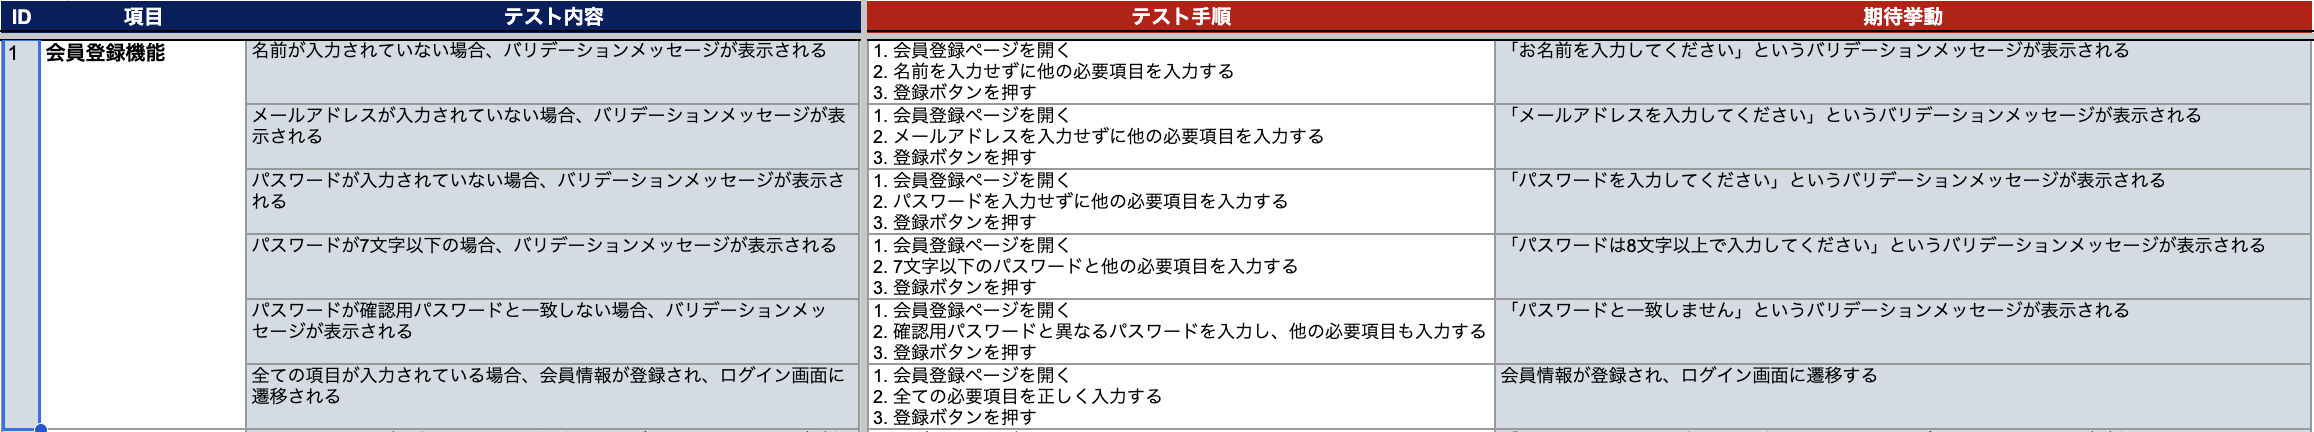 ID 項目 テスト内容 テスト手順 期待挙動
1 会員登録機能
名前が入力されていない場合、バリデーションメッセージが表示される
1. 会員登録ページを開く
2. 名前を入力せずに他の必要項目を入力する
3. 登録ボタンを押す
「お名前を入力してください」というバリデーションメッセージが表示される
メールアドレスが入力されていない場合、バリデーションメッセージが表
示される
1. 会員登録ページを開く
2. メールアドレスを入力せずに他の必要項目を入力する
3. 登録ボタンを押す
「メールアドレスを入力してください」というバリデーションメッセージが表示される
パスワードが入力されていない場合、バリデーションメッセージが表示さ
れる
1. 会員登録ページを開く
2. パスワードを入力せずに他の必要項目を入力する
3. 登録ボタンを押す
「パスワードを入力してください」というバリデーションメッセージが表示される
パスワードが7文字以下の場合、バリデーションメッセージが表示される
1. 会員登録ページを開く
2. 7文字以下のパスワードと他の必要項目を入力する
3. 登録ボタンを押す
「パスワードは8文字以上で入力してください」というバリデーションメッセージが表示される
パスワードが確認用パスワードと一致しない場合、バリデーションメッ
セージが表示される
1. 会員登録ページを開く
2. 確認用パスワードと異なるパスワードを入力し、他の必要項目も入力する
3. 登録ボタンを押す
「パスワードと一致しません」というバリデーションメッセージが表示される
全ての項目が入力されている場合、会員情報が登録され、ログイン画面に
遷移される
1. 会員登録ページを開く
2. 全ての必要項目を正しく入力する
3. 登録ボタンを押す
会員情報が登録され、ログイン画面に遷移する